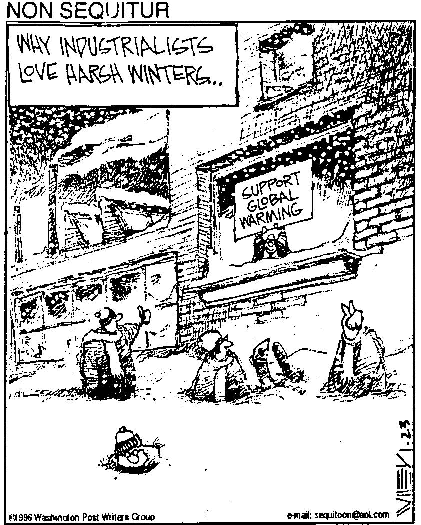 NON SEQUITUR
WHY INDUSTRIALISTS
LOVE HARSH WINTERS..
SUPPORT
GLOBAL
WARMING
WILEY 1.23
©1996 Washington Post Writers Group
e-mail: sequitoon@aol.com